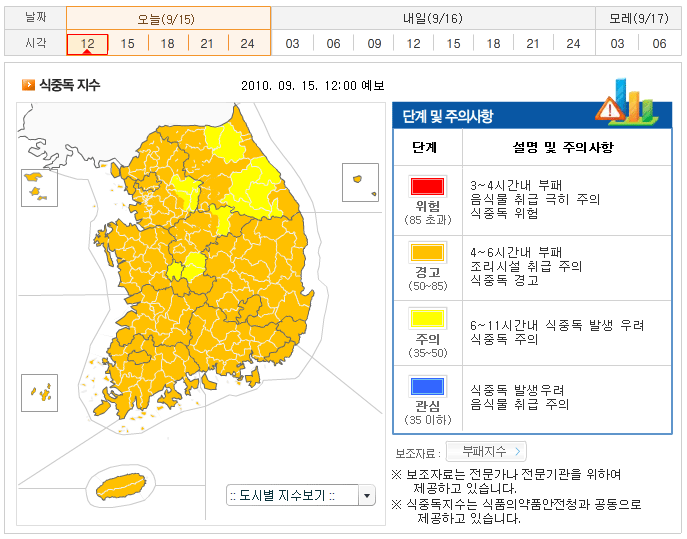 날짜 오늘(9/15) 내일(9/16) 모레(9/17)
시각 12 15 18 21 24 03 06 09 12 15 18 21 24 03 06
식중독 지수
2010. 09. 15. 12:00 예보
단계 및 주의사항
단계 설명 및 주의사항
위험
(85 초과)
3~4시간내 부패
음식물 취급 극히 주의
식중독 위험
경고
(50~85)
4~6시간내 부패
조리시설 취급 주의
식중독 경고
주의
(35~50)
6~11시간내 식중독 발생 우려
식중독 주의
관심
(35 이하)
식중독 발생우려
음식물 취급 주의
보조자료 : 부패지수
※ 보조자료는 전문가나 전문기관을 위하여
제공하고 있습니다.
※ 식중독지수는 식품의약품안전청과 공동으로
제공하고 있습니다.
:: 도시별 지수보기 ::